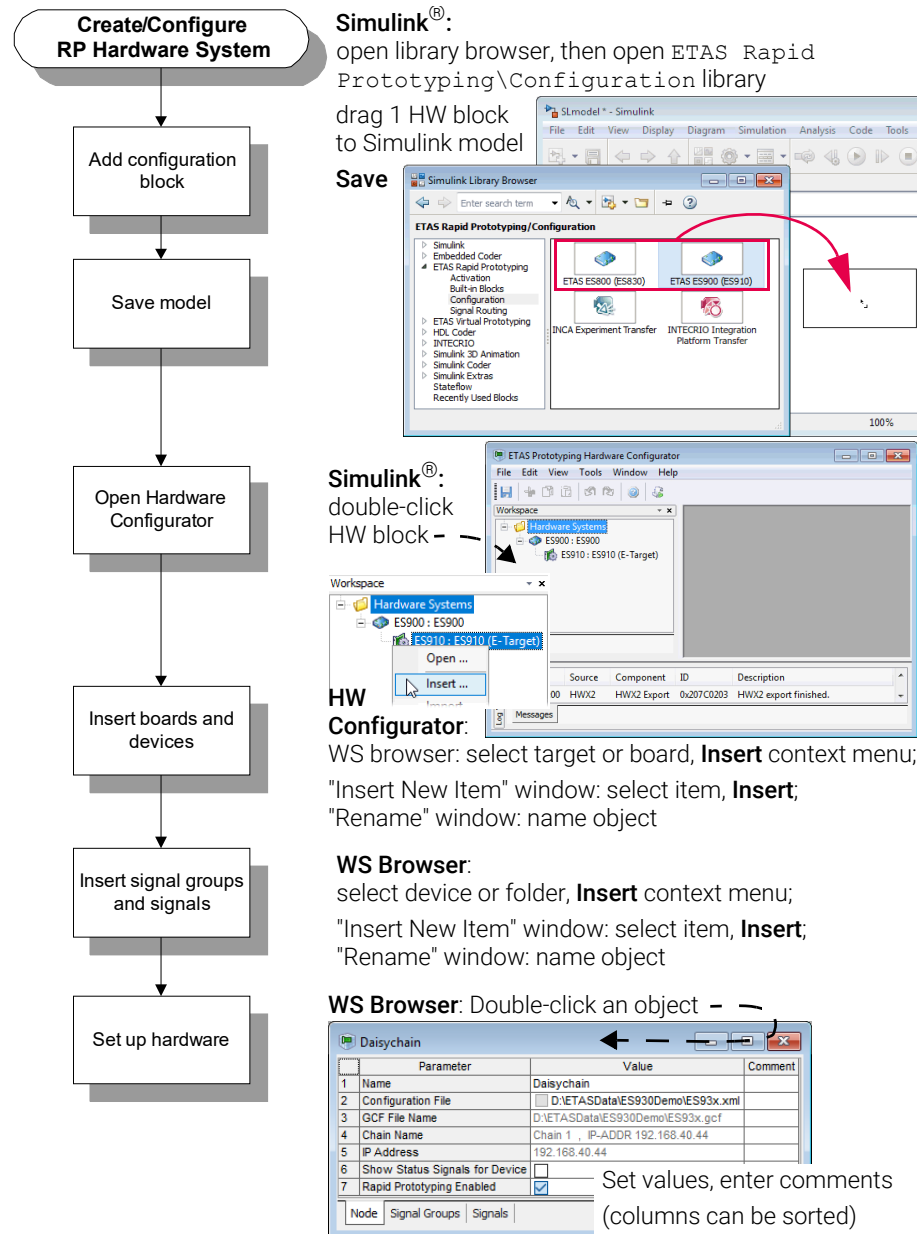 Create/Configure
RP Hardware System
Add configuration
block
Save model
Open Hardware
Configurator
Insert boards and
devices
Insert signal groups
and signals
Set up hardware
Simulink®:
open library browser, then open ETAS Rapid
Prototyping\Configuration library
drag 1 HW block
to Simulink model
Save
SLmodel * - Simulink
File Edit View Display Diagram Simulation Analysis Code Tools
Simulink Library Browser
Enter search term
ETAS Rapid Prototyping/Configuration
Simulink
Embedded Coder
ETAS Rapid Prototyping
Activation
Built-in Blocks
Configuration
Signal Routing
ETAS Virtual Prototyping
HDL Coder
INTECRIO
Simulink 3D Animation
Simulink Coder
Simulink Extras
Stateflow
Recently Used Blocks
ETAS ES800 (ES830)
ETAS ES900 (ES910)
INCA Experiment Transfer
INTECRIO Integration
Platform Transfer
100%
Simulink®:
double-click
HW block
ETAS Prototyping Hardware Configurator
File Edit View Tools Window Help
Workspace
Hardware Systems
ES900 : ES900
ES910 : ES910 (E-Target)
Source Component ID Description
00 HWX2 HWX2 Export 0x207C0203 HWX2 export finished.
Log
Messages
Workspace
Hardware Systems
ES900 : ES900
ES910 : ES910 (E-Target)
Open ...
Insert ...
HW
Configurator:
WS browser: select target or board, Insert context menu;
"Insert New Item" window: select item, Insert;
"Rename" window: name object
WS Browser:
select device or folder, Insert context menu;
"Insert New Item" window: select item, Insert;
"Rename" window: name object
WS Browser: Double-click an object
Daisychain
Parameter Value Comment
1 Name Daisychain
2 Configuration File D:\ETASData\ES930Demo\ES93x.xml
3 GCF File Name D:\ETASData\ES930Demo\ES93x.gcf
4 Chain Name Chain 1 , IP-ADDR 192.168.40.44
5 IP Address 192.168.40.44
6 Show Status Signals for Device
7 Rapid Prototyping Enabled
Node Signal Groups Signals
Set values, enter comments
(columns can be sorted)